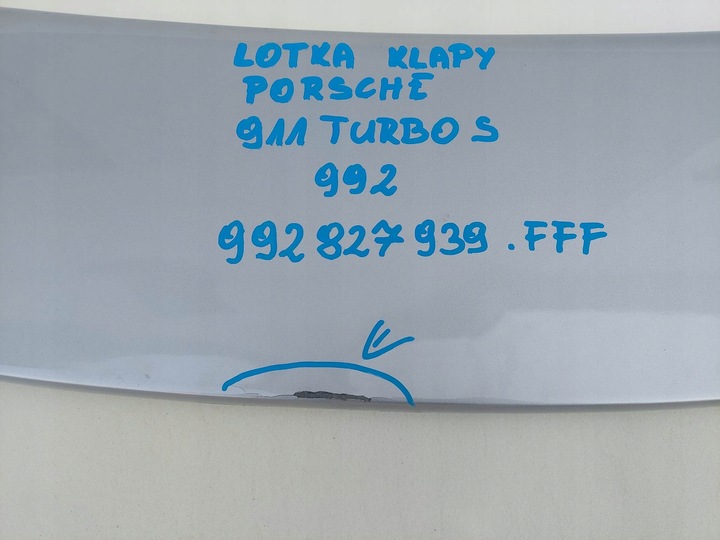 LOTKA KLAPY
PORSCHE
911 TURBO S
992
992 827 939 .FFF